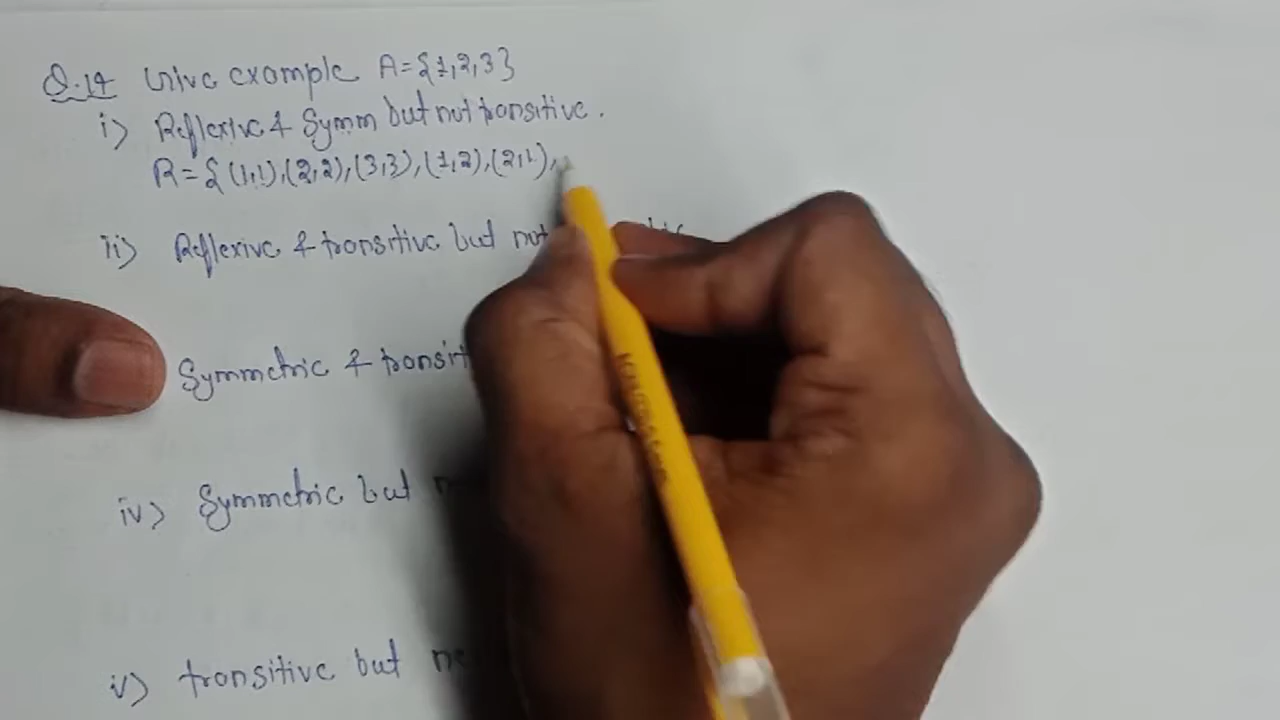 Q.14 Give example A={1,2,3}
i) Reflexive & Symm but not transitive.
R={(1,1),(2,2),(3,3),(1,2),(2,1),
ii) Reflexive & transitive but not
Symmetric &
iv) Symmetric but
v) transitive but